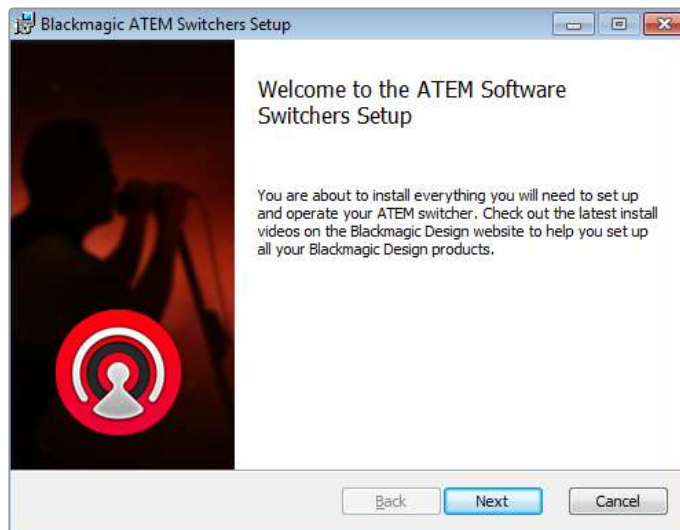 Blackmagic ATEM Switchers Setup
Welcome to the ATEM Software
Switchers Setup
You are about to install everything you will need to set up
and operate your ATEM switcher. Check out the latest install
videos on the Blackmagic Design website to help you set up
all your Blackmagic Design products.
Back Next Cancel